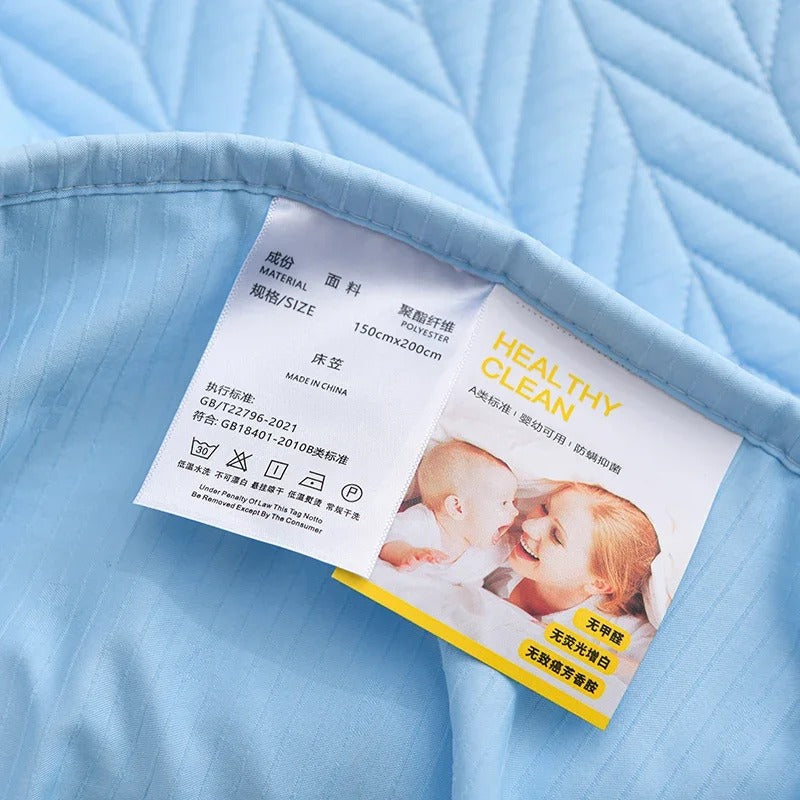 成份
MATERIAL
面 料
聚酯纤维
POLYESTER
规格/SIZE
150cmx200cm
床笠
MADE IN CHINA
执行标准:
GB/T22796-2021
符合: GB18401-2010B类标准
30
P
低温水洗 不可漂白 悬挂晾干 低温熨烫 常规干洗
Under Penalty Of Law This Tag Notto
Be Removed Except By The Consumer
HEALTHY
CLEAN
A类标准 | 婴幼可用 | 防螨抑菌
无甲醛
无荧光增白
无致癌芳香胺